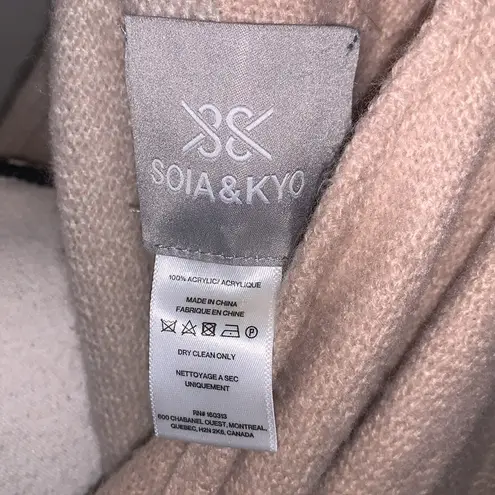 SOIA&KYO
100% ACRYLIC/ ACRYLIQUE
MADE IN CHINA
FABRIQUE EN CHINE
DRY CLEAN ONLY
NETTOYAGE A SEC
UNIQUEMENT
RN# 160313
600 CHABANEL OUEST, MONTREAL,
QUEBEC, H2N 2K6, CANADA